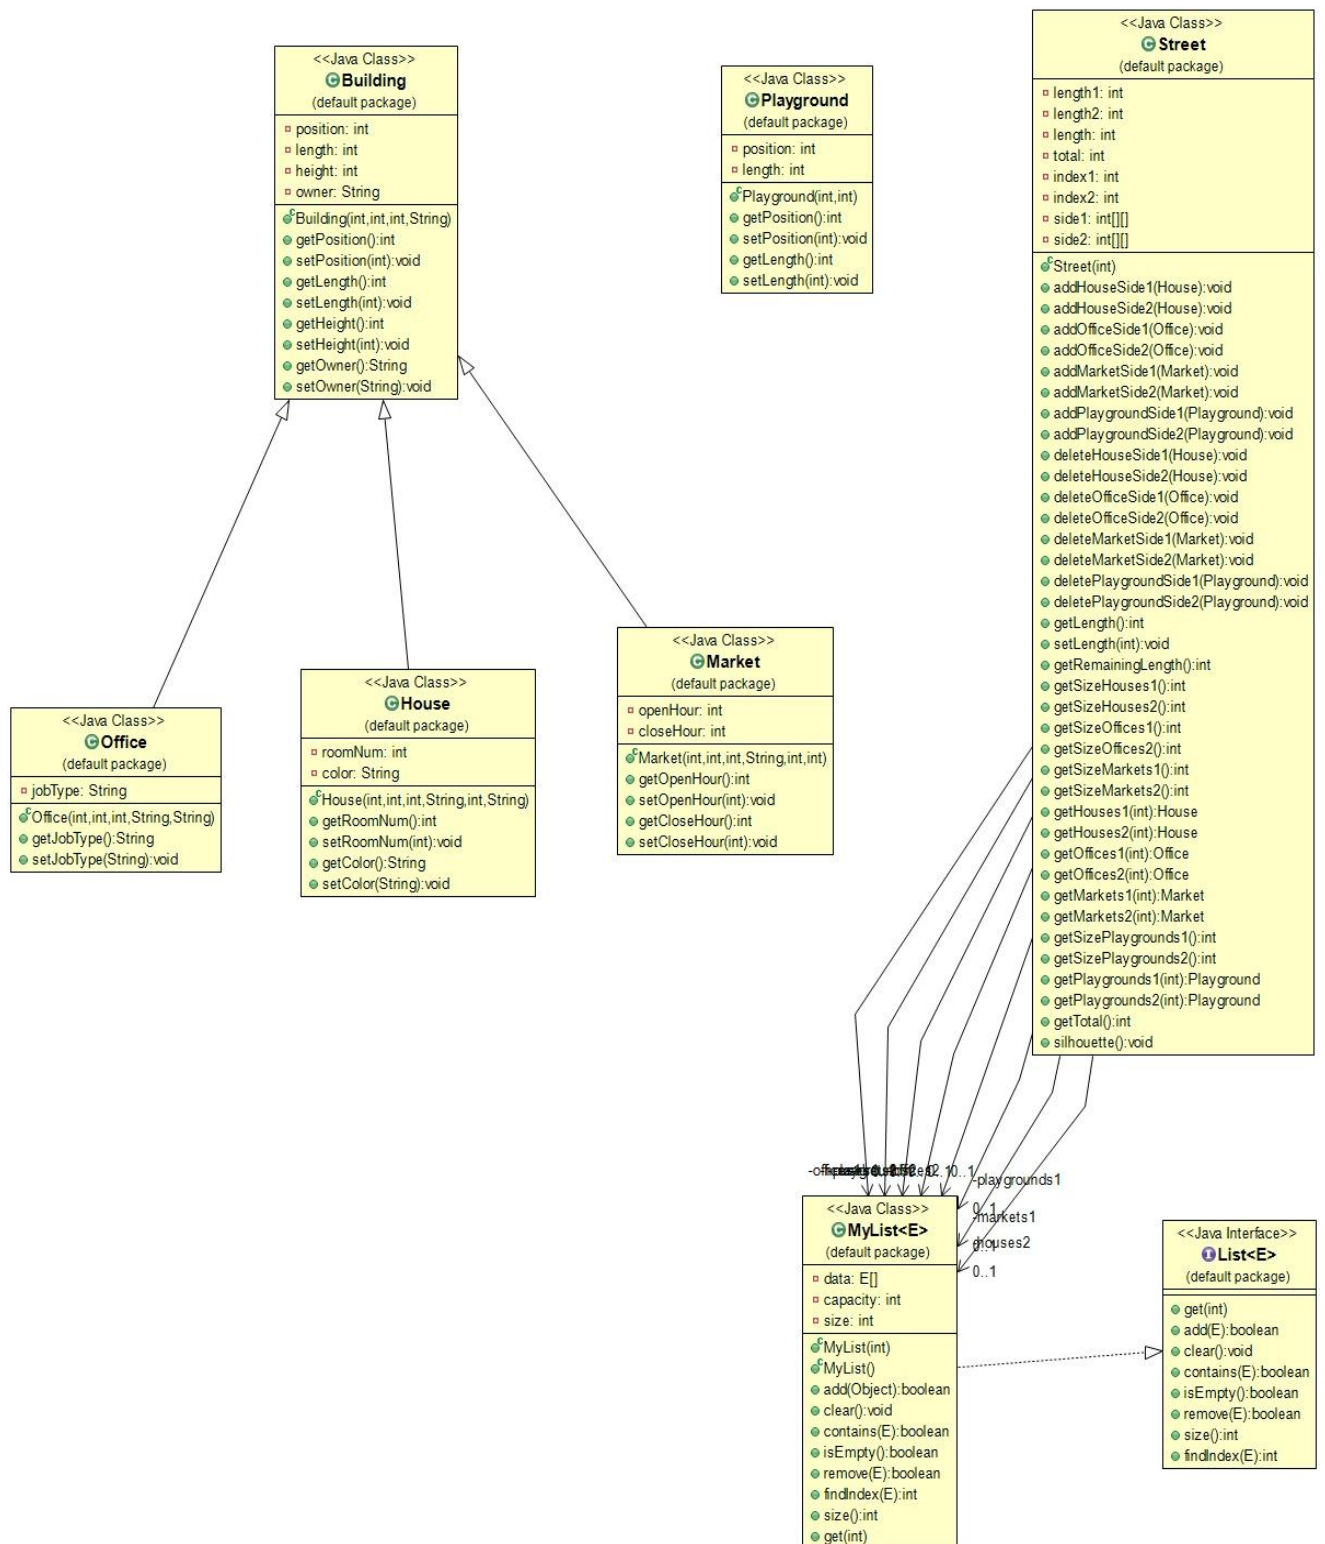 <<Java Class>>
Building
(default package)
position: int
length: int
height: int
owner: String
Building(int,int,int,String)
getPosition():int
setPosition(int):void
getLength():int
setLength(int):void
getHeight():int
setHeight(int):void
getOwner():String
setOwner(String):void
<<Java Class>>
Playground
(default package)
position: int
length: int
Playground(int,int)
getPosition():int
setPosition(int):void
getLength():int
setLength(int):void
<<Java Class>>
Street
(default package)
length1: int
length2: int
length: int
total: int
index1: int
index2: int
side1: int[][]
side2: int[][]
Street(int)
addHouseSide1(House):void
addHouseSide2(House):void
addOfficeSide1(Office):void
addOfficeSide2(Office):void
addMarketSide1(Market):void
addMarketSide2(Market):void
addPlaygroundSide1(Playground):void
addPlaygroundSide2(Playground):void
deleteHouseSide1(House):void
deleteHouseSide2(House):void
deleteOfficeSide1(Office):void
deleteOfficeSide2(Office):void
deleteMarketSide1(Market):void
deleteMarketSide2(Market):void
deletePlaygroundSide1(Playground):void
deletePlaygroundSide2(Playground):void
getLength():int
setLength(int):void
getRemainingLength():int
getSizeHouses1():int
getSizeHouses2():int
getSizeOffices1():int
getSizeOffices2():int
getSizeMarkets1():int
getSizeMarkets2():int
getHouses1(int):House
getHouses2(int):House
getOffices1(int):Office
getOffices2(int):Office
getMarkets1(int):Market
getMarkets2(int):Market
getSizePlaygrounds1():int
getSizePlaygrounds2():int
getPlaygrounds1(int):Playground
getPlaygrounds2(int):Playground
getTotal():int
silhouette():void
<<Java Class>>
Office
(default package)
jobType: String
Office(int,int,int,String,String)
getJobType():String
setJobType(String):void
<<Java Class>>
House
(default package)
roomNum: int
color: String
House(int,int,int,String,int,String)
getRoomNum():int
setRoomNum(int):void
getColor():String
setColor(String):void
<<Java Class>>
Market
(default package)
openHour: int
closeHour: int
Market(int,int,int,String,int,int)
getOpenHour():int
setOpenHour(int):void
getCloseHour():int
setCloseHour(int):void
0..1
-playgrounds1
0..1
-markets1
-houses2
0..1
<<Java Class>>
MyList<E>
(default package)
data: E[]
capacity: int
size: int
MyList(int)
MyList()
add(Object):boolean
clear():void
contains(E):boolean
isEmpty():boolean
remove(E):boolean
findIndex(E):int
size():int
get(int)
<<Java Interface>>
List<E>
(default package)
get(int)
add(E):boolean
clear():void
contains(E):boolean
isEmpty():boolean
remove(E):boolean
size():int
findIndex(E):int